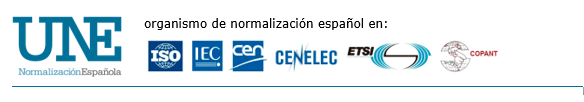 UNE
NormalizaciónEspañola
organismo de normalización español en:
ISO IEC cen CENELEC ETSI COPANT